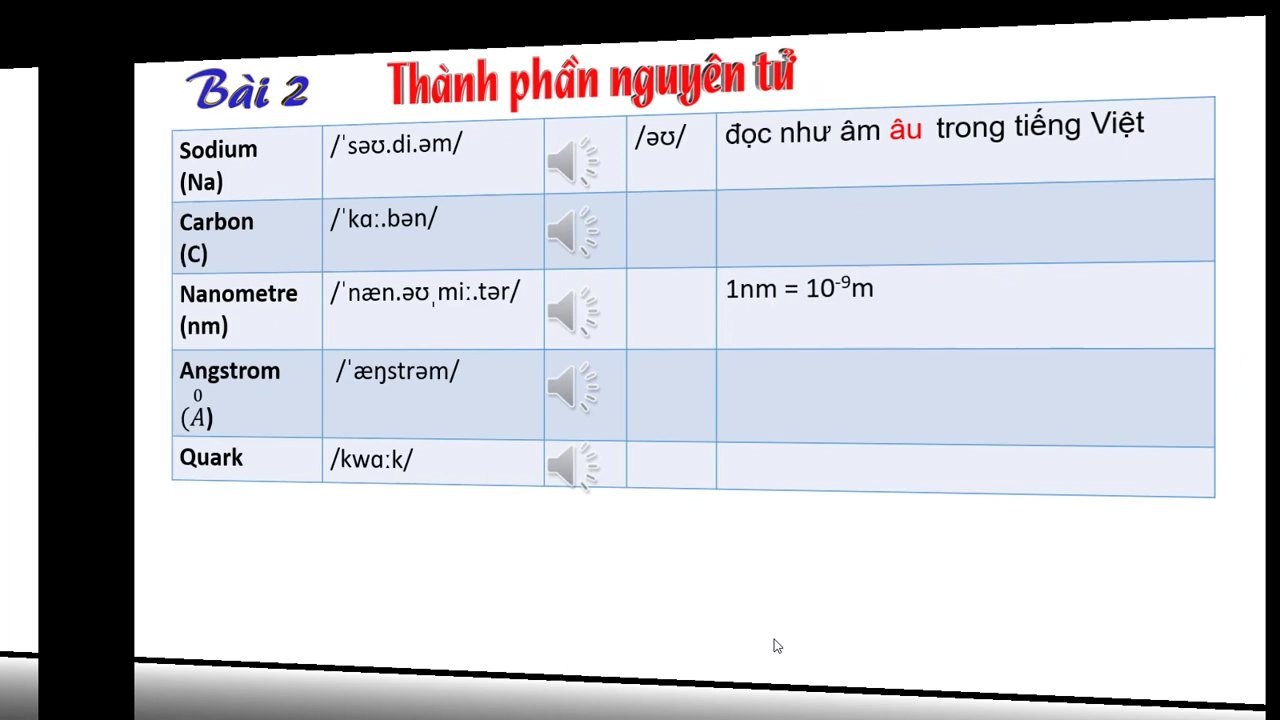 Bài 2 Thành phần nguyên tử
Sodium /ˈsəʊ.di.əm/ /əʊ/ đọc như âm âu trong tiếng Việt
(Na)
Carbon /ˈkɑː.bən/
(C)
Nanometre /ˈnæn.əʊˌmiː.tər/ 1nm = 10⁻⁹m
(nm)
Angstrom /ˈæŋstrəm/
0
(A)
Quark /kwɑːk/